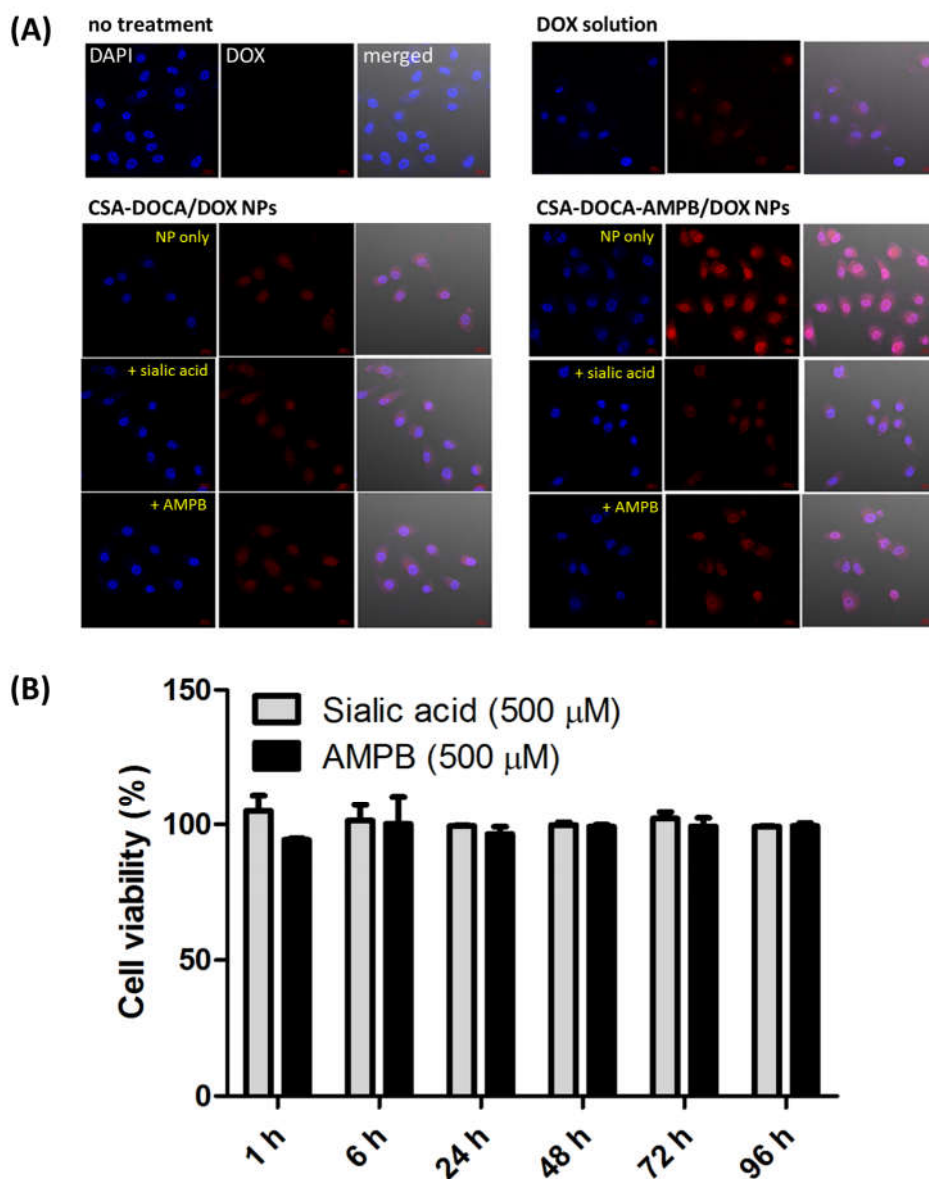 (A)
no treatment
DAPI
DOX
merged
DOX solution
CSA-DOCA/DOX NPs
NP only
+ sialic acid
+ AMPB
CSA-DOCA-AMPB/DOX NPs
NP only
+ sialic acid
+ AMPB
(B)
Cell viability (%)
150
100
50
0
Sialic acid (500 μM)
AMPB (500 μM)
1 h
6 h
24 h
48 h
72 h
96 h